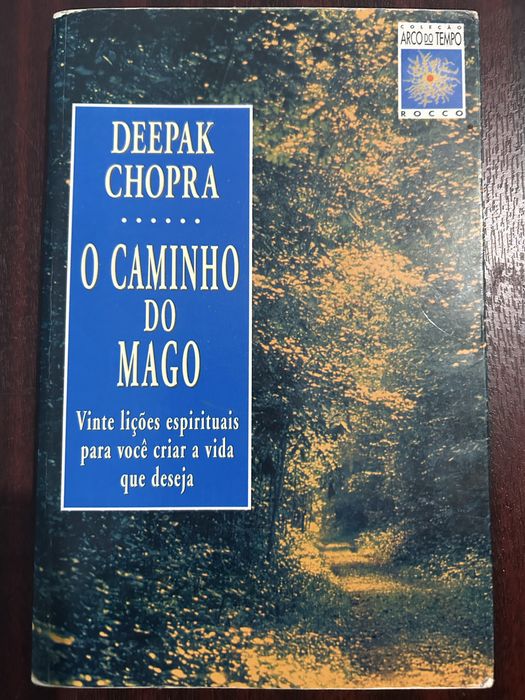 COLEÇÃO
ARCO DO TEMPO
ROCCO
DEEPAK
CHOPRA
O CAMINHO
DO
MAGO
Vinte lições espirituais
para você criar a vida
que deseja